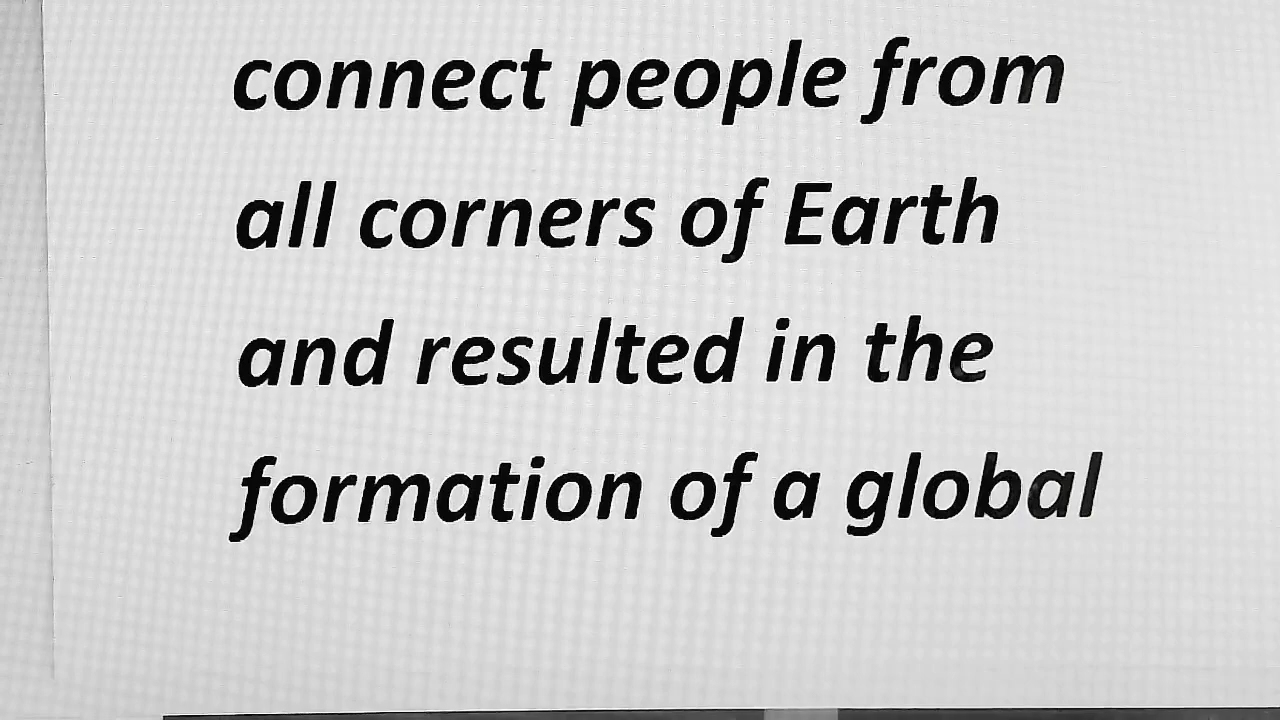 connect people from
all corners of Earth
and resulted in the
formation of a global